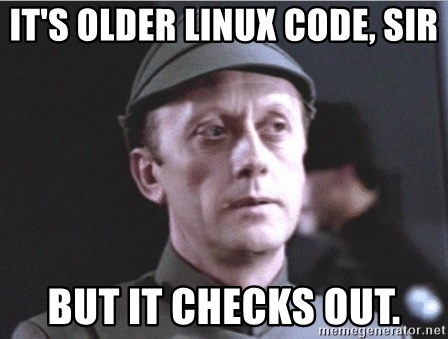 IT'S OLDER LINUX CODE, SIR
BUT IT CHECKS OUT.
memegenerator.net